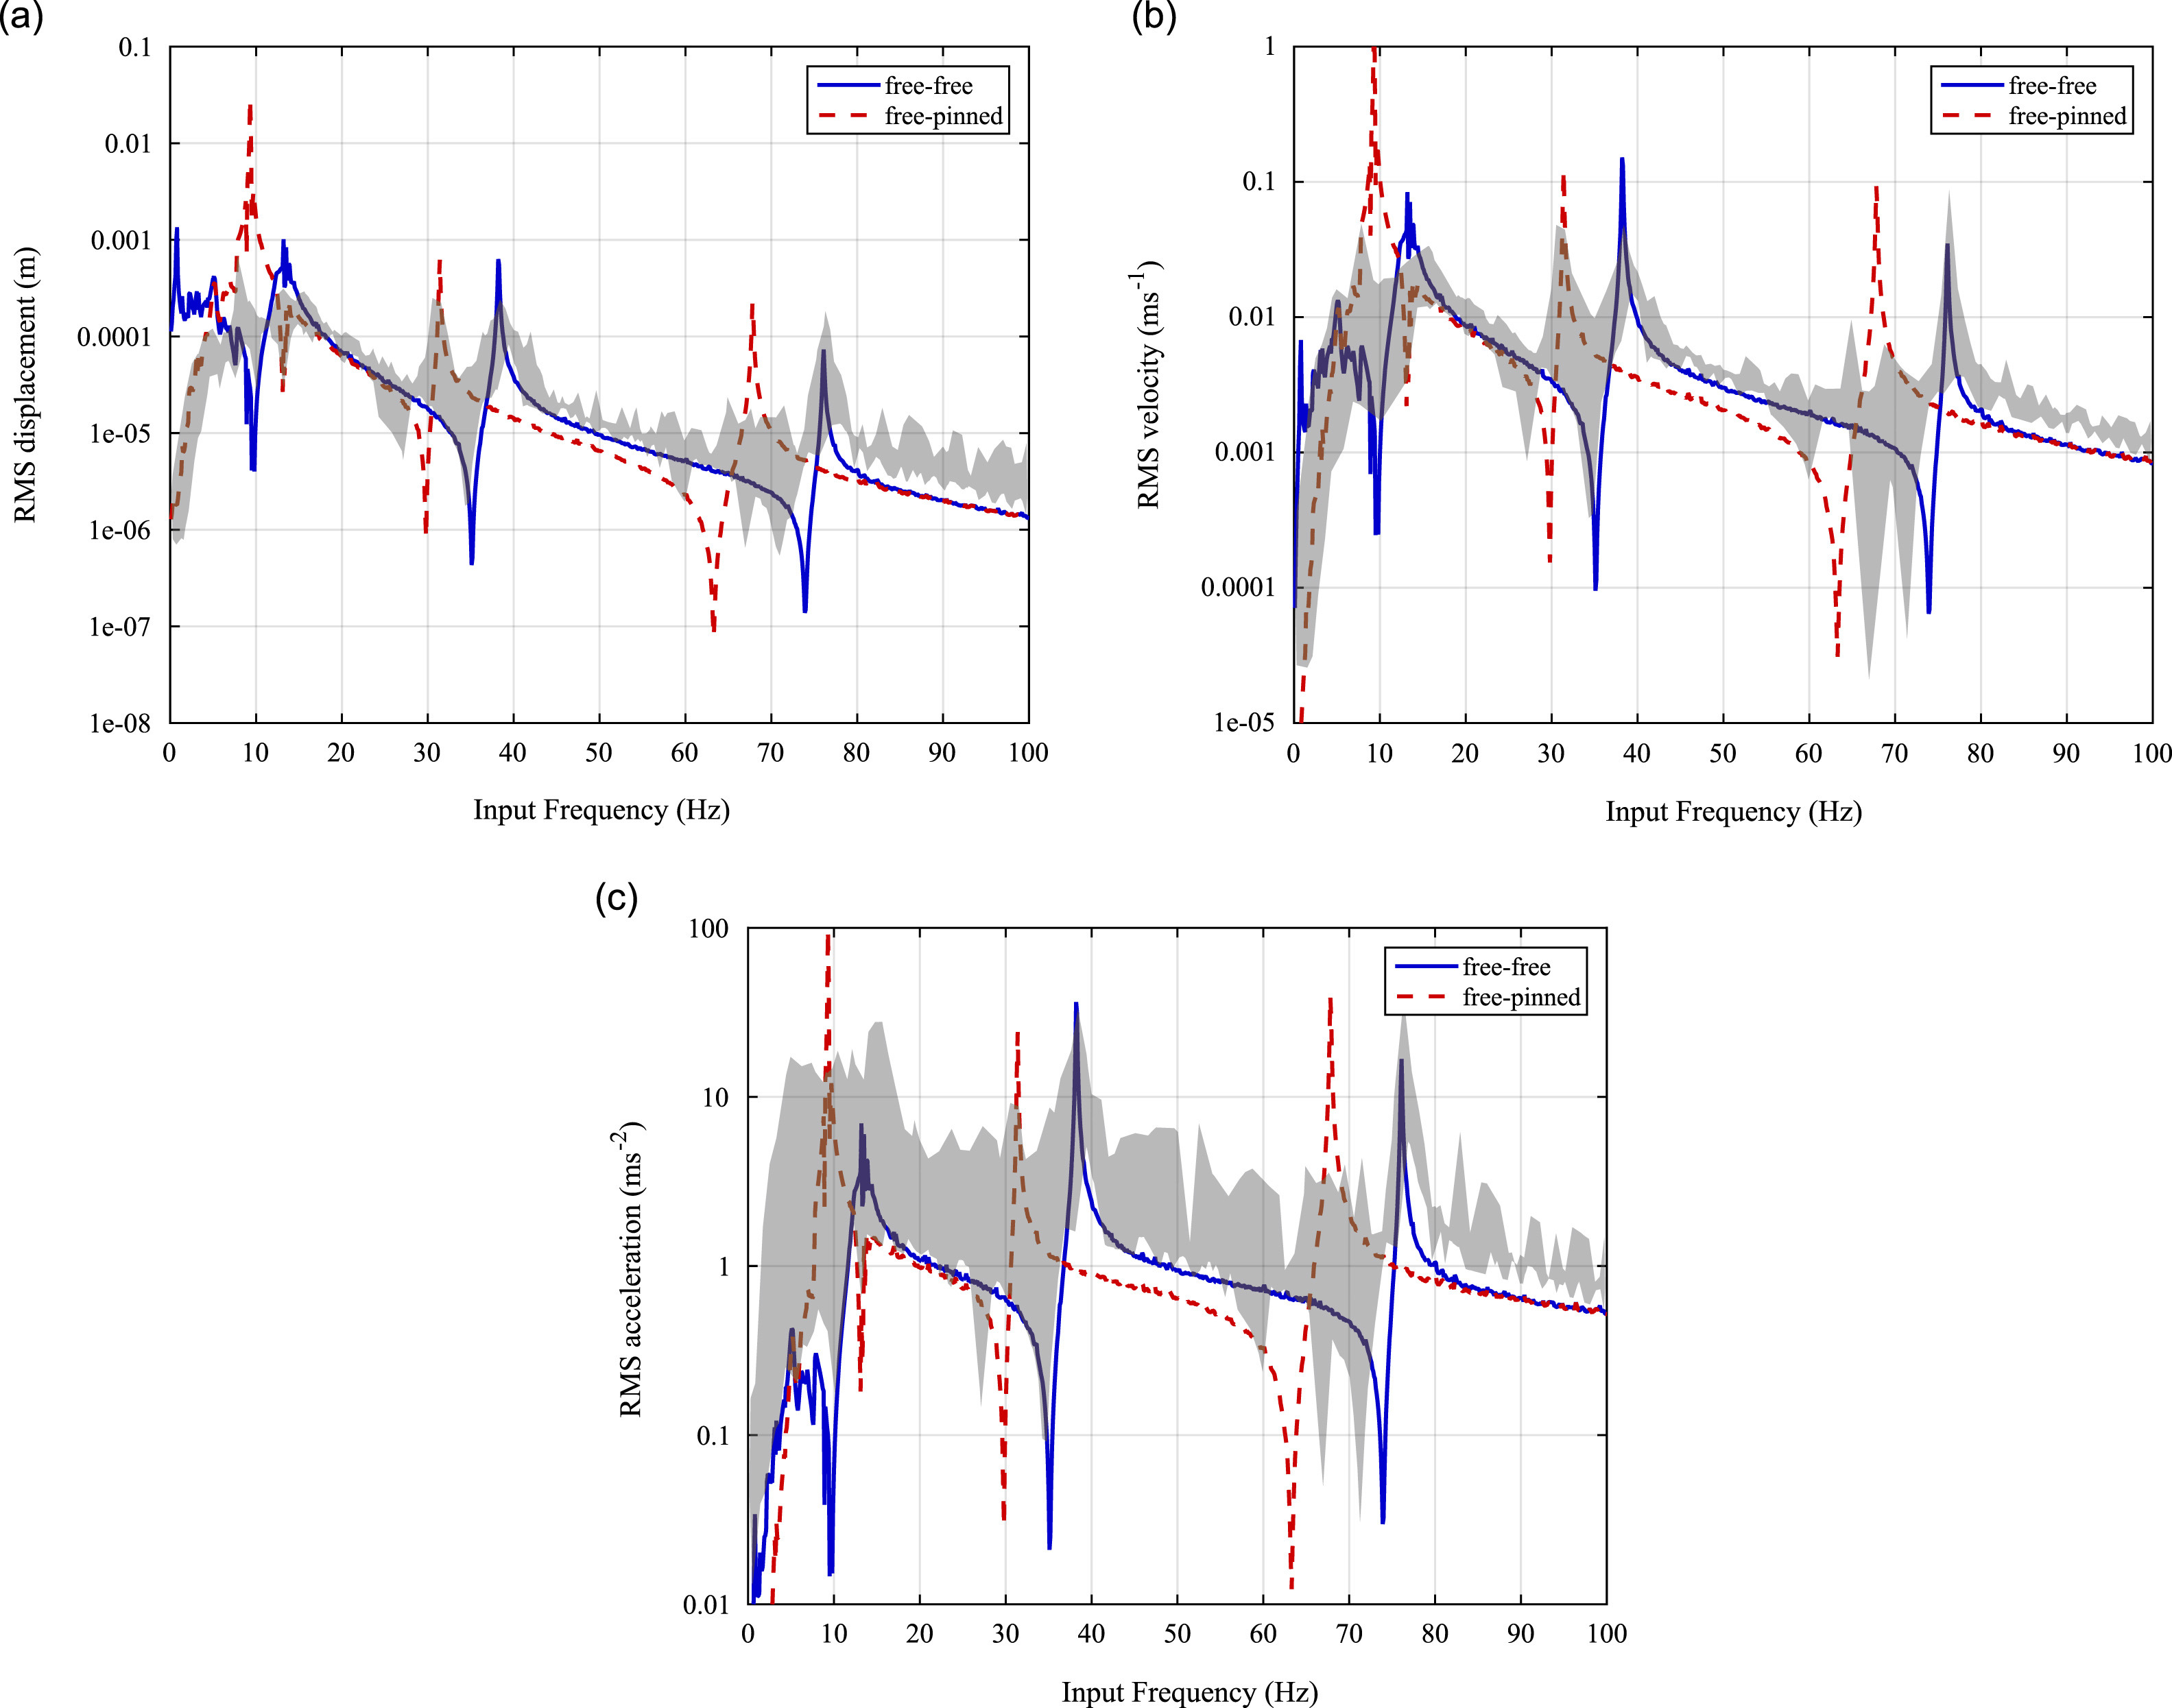 (a)
0.1
0.01
0.001
0.0001
1e-05
1e-06
1e-07
1e-08
RMS displacement (m)
free-free
free-pinned
0 10 20 30 40 50 60 70 80 90 100
Input Frequency (Hz)
(b)
1
0.1
0.01
0.001
0.0001
1e-05
RMS velocity (ms-1)
free-free
free-pinned
0 10 20 30 40 50 60 70 80 90 100
Input Frequency (Hz)
(c)
100
10
1
0.1
0.01
RMS acceleration (ms-2)
free-free
free-pinned
0 10 20 30 40 50 60 70 80 90 100
Input Frequency (Hz)